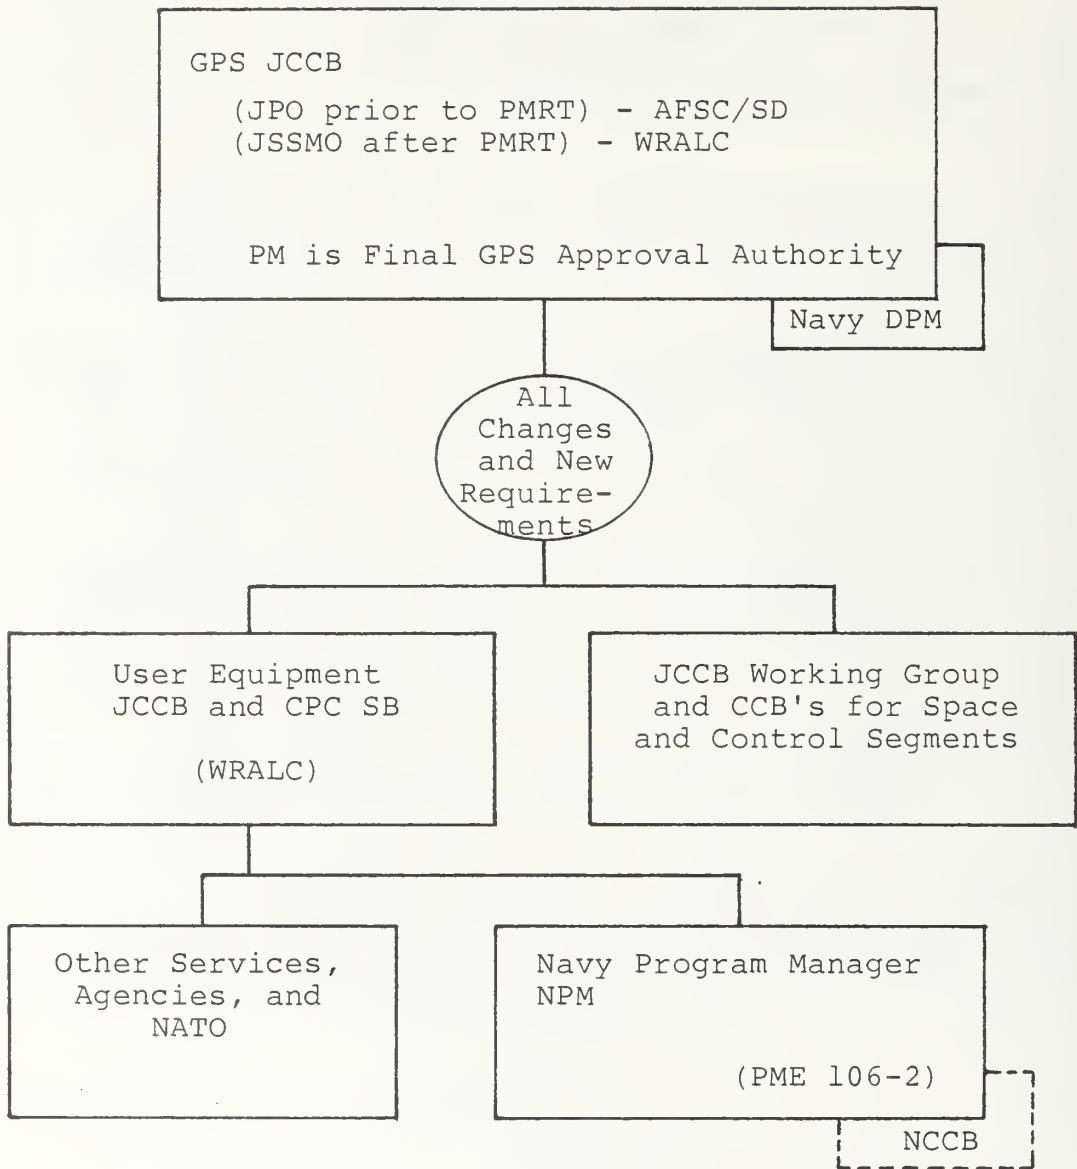 GPS JCCB
(JPO prior to PMRT) - AFSC/SD
(JSSMO after PMRT) - WRALC
PM is Final GPS Approval Authority
Navy DPM
All
Changes
and New
Require-
ments
User Equipment
JCCB and CPC SB
(WRALC)
JCCB Working Group
and CCB's for Space
and Control Segments
Other Services,
Agencies, and
NATO
Navy Program Manager
NPM
(PME 106-2)
NCCB